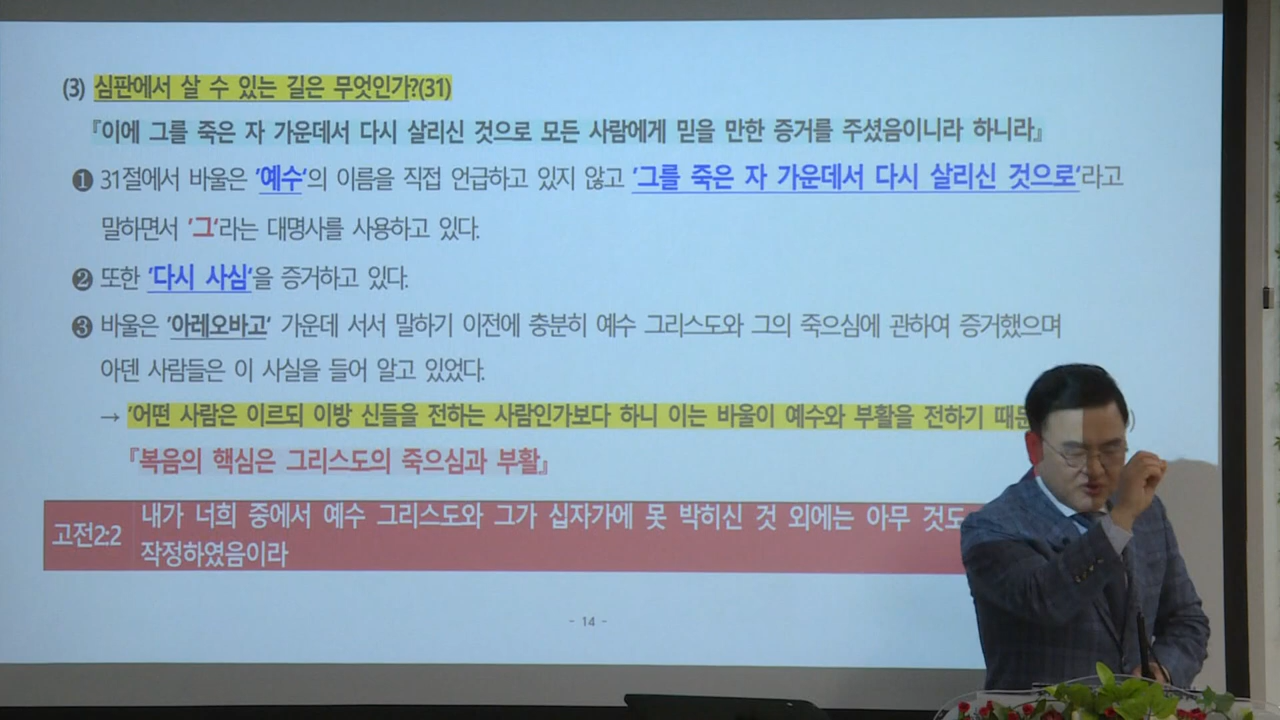 (3) 심판에서 살 수 있는 길은 무엇인가?(31)
『이에 그를 죽은 자 가운데서 다시 살리신 것으로 모든 사람에게 믿을 만한 증거를 주셨음이니라 하니라』
❶ 31절에서 바울은 '예수'의 이름을 직접 언급하고 있지 않고 '그를 죽은 자 가운데서 다시 살리신 것으로'라고
말하면서 '그'라는 대명사를 사용하고 있다.
❷ 또한 '다시 사심'을 증거하고 있다.
❸ 바울은 '아레오바고' 가운데 서서 말하기 이전에 충분히 예수 그리스도와 그의 죽으심에 관하여 증거했으며
아덴 사람들은 이 사실을 들어 알고 있었다.
→ '어떤 사람은 이르되 이방 신들을 전하는 사람인가보다 하니 이는 바울이 예수와 부활을 전하기
『복음의 핵심은 그리스도의 죽으심과 부활』
고전2:2
내가 너희 중에서 예수 그리스도와 그가 십자가에 못 박히신 것 외에는 아무 것도
작정하였음이라
- 14 -